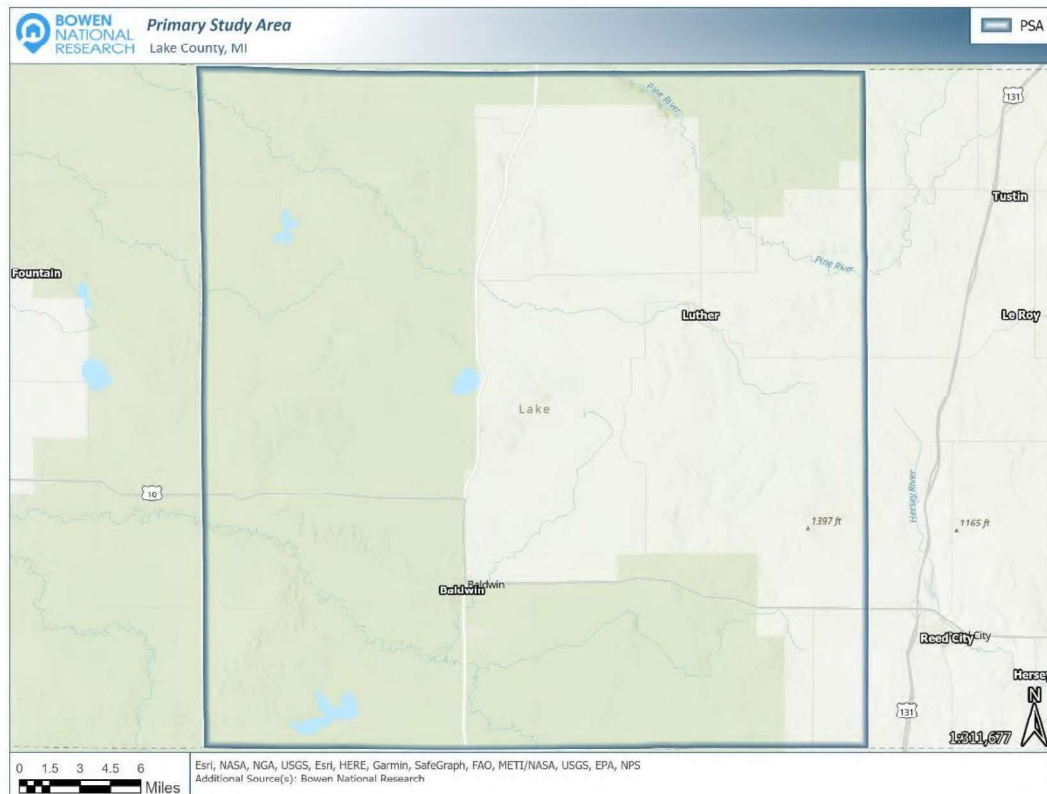 BOWEN
NATIONAL
RESEARCH
Primary Study Area
Lake County, MI
PSA
131
Pine River
Tustin
Fountain
Pine River
Luther
Le Roy
Lake
10
Hersey River
1397 ft
1165 ft
Baldwin
Baldwin
Reed City
City
Hersey
N
131
1:311,677
0 1.5 3 4.5 6
Miles
Esri, NASA, NGA, USGS, Esri, HERE, Garmin, SafeGraph, FAO, METI/NASA, USGS, EPA, NPS
Additional Source(s): Bowen National Research